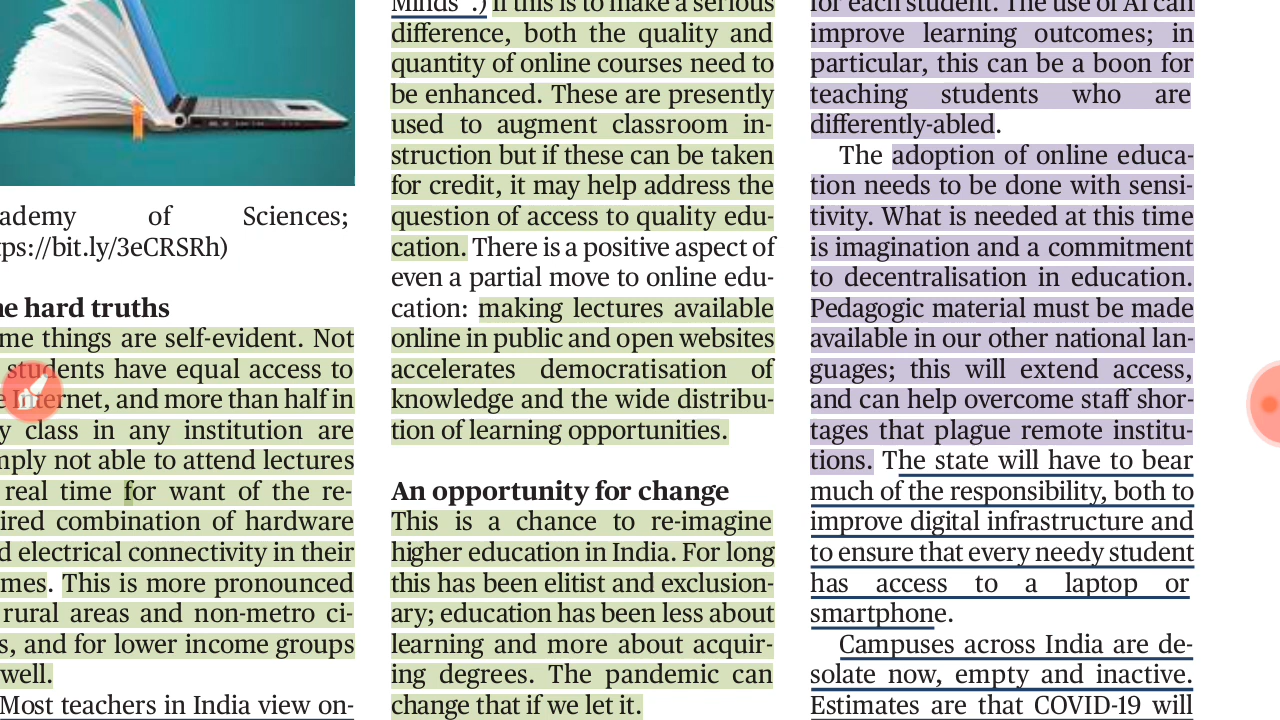 ademy of Sciences;
tps://bit.ly/3eCRSRh)
e hard truths
me things are self-evident. Not
students have equal access to
e Internet, and more than half in
y class in any institution are
mply not able to attend lectures
real time for want of the re-
ired combination of hardware
d electrical connectivity in their
mes. This is more pronounced
rural areas and non-metro ci-
s, and for lower income groups
well.
Most teachers in India view on-
Minds".) If this is to make a serious
difference, both the quality and
quantity of online courses need to
be enhanced. These are presently
used to augment classroom in-
struction but if these can be taken
for credit, it may help address the
question of access to quality edu-
cation. There is a positive aspect of
even a partial move to online edu-
cation: making lectures available
online in public and open websites
accelerates democratisation of
knowledge and the wide distribu-
tion of learning opportunities.
An opportunity for change
This is a chance to re-imagine
higher education in India. For long
this has been elitist and exclusion-
ary; education has been less about
learning and more about acquir-
ing degrees. The pandemic can
change that if we let it.
for each student. The use of AI can
improve learning outcomes; in
particular, this can be a boon for
teaching students who are
differently-abled.
The adoption of online educa-
tion needs to be done with sensi-
tivity. What is needed at this time
is imagination and a commitment
to decentralisation in education.
Pedagogic material must be made
available in our other national lan-
guages; this will extend access,
and can help overcome staff shor-
tages that plague remote institu-
tions. The state will have to bear
much of the responsibility, both to
improve digital infrastructure and
to ensure that every needy student
has access to a laptop or
smartphone.
Campuses across India are de-
solate now, empty and inactive.
Estimates are that COVID-19 will